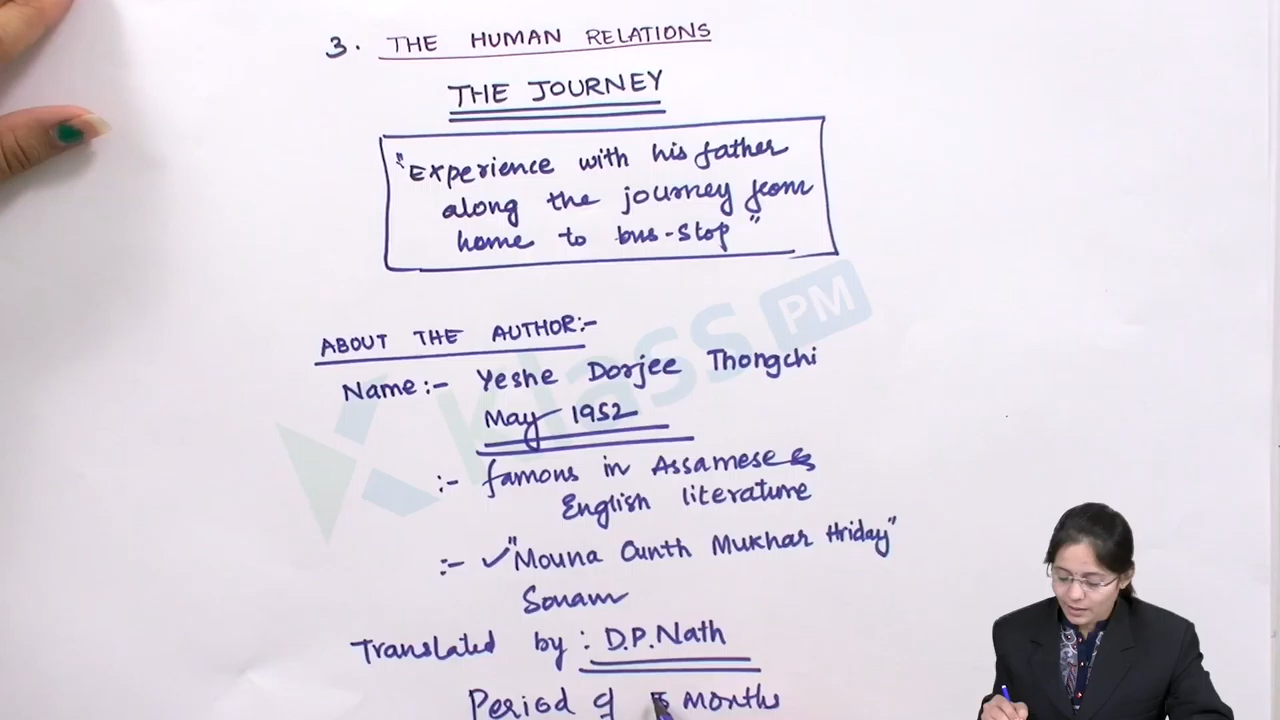 3. THE HUMAN RELATIONS
THE JOURNEY
"Experience with his father
along the journey from
home to bus-stop"
ABOUT THE AUTHOR:-
Name:- Yeshe Dorjee Thongchi
May 1952
:- famous in Assamese &
English literature
:- ✓"Mouna Ounth Mukhar Hriday"
Sonam
Translated by : D.P.Nath
Period of months
Klass PM